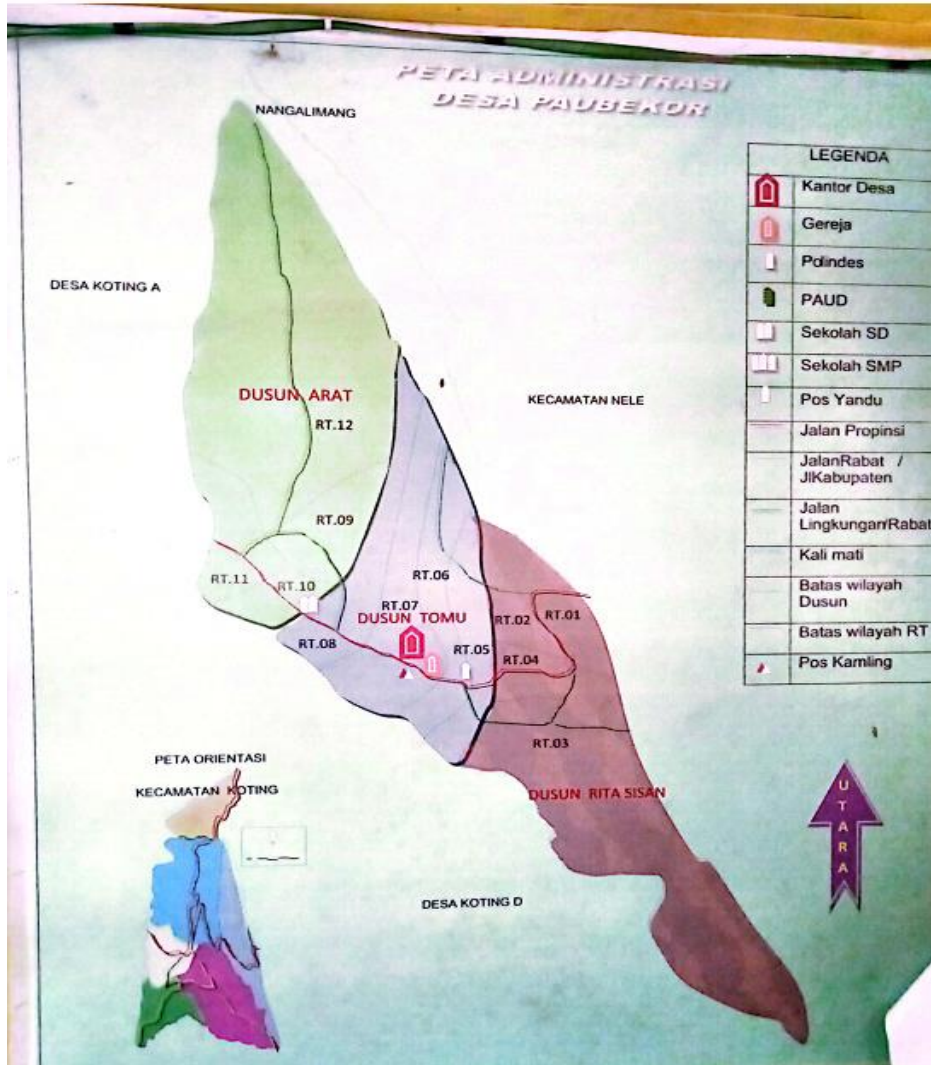 PETA ADMINISTRASI
DESA PAUBEKOR
NANGALIMANG
DESA KOTING A
KECAMATAN NELE
DUSUN ARAT
RT.12
RT.09
RT.11
RT.10
RT.06
RT.07
DUSUN TOMU
RT.08
RT.05
RT.02
RT.01
RT.04
RT.03
DUSUN RITA SISAN
DESA KOTING D
PETA ORIENTASI
KECAMATAN KOTING
LEGENDA
Kantor Desa
Gereja
Polindes
PAUD
Sekolah SD
Sekolah SMP
Pos Yandu
Jalan Propinsi
JalanRabat /
JlKabupaten
Jalan
Lingkungan/Rabat
Kali mati
Batas wilayah
Dusun
Batas wilayah RT
Pos Kamling
UTARA